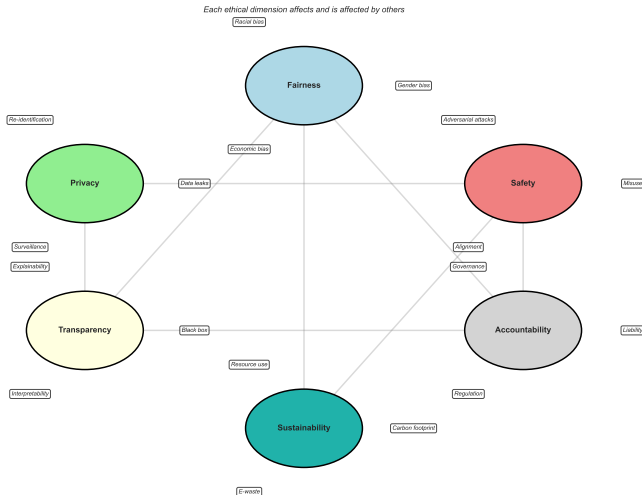 Each ethical dimension affects and is affected by others
Racial bias
Fairness
Gender bias
Re-identification
Adversarial attacks
Economic bias
Privacy
Data leaks
Safety
Misuse
Surveillance
Alignment
Explainability
Governance
Transparency
Black box
Accountability
Liability
Resource use
Interpretability
Regulation
Sustainability
Carbon footprint
E-waste